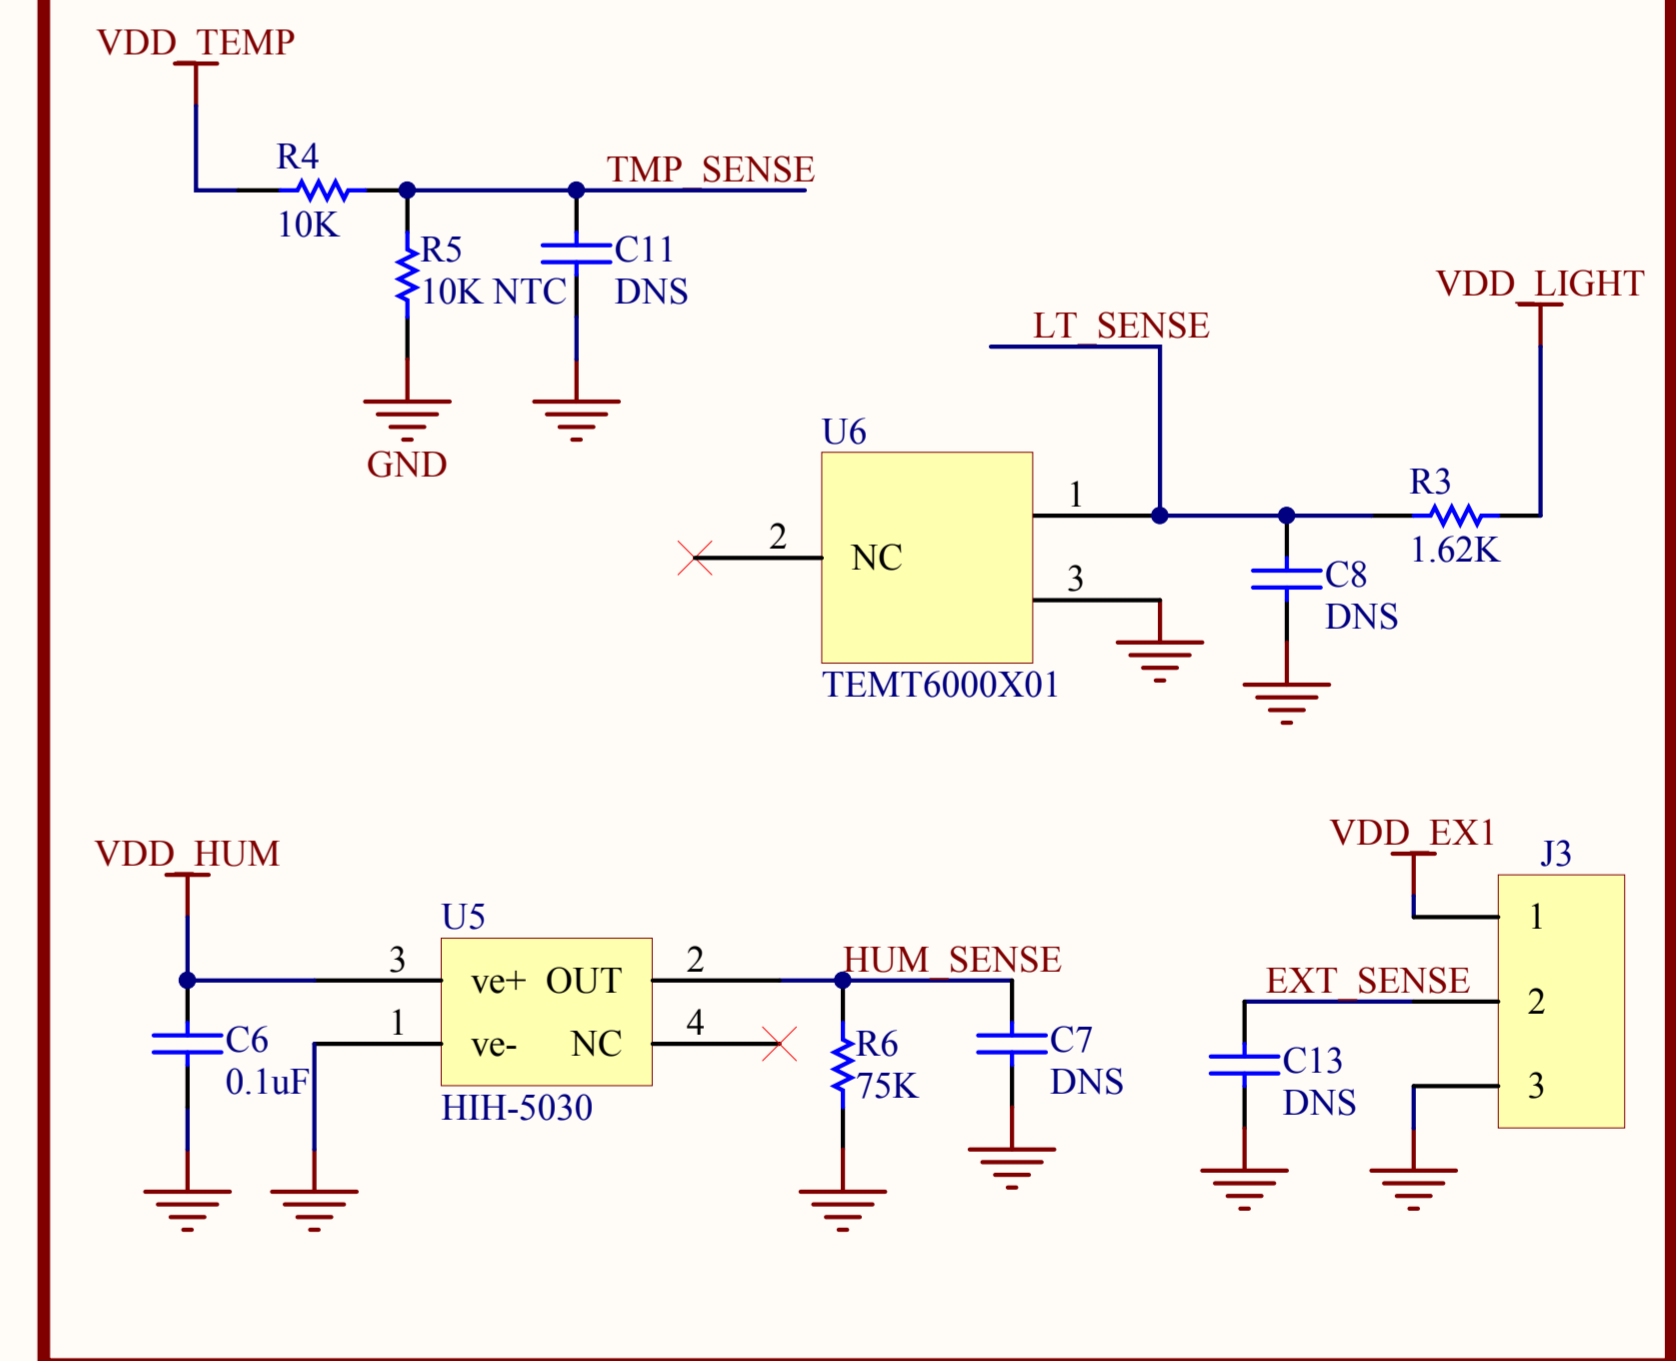 VDD_TEMP
R4
10K
TMP_SENSE
R5
10K NTC
C11
DNS
GND
VDD_LIGHT
LT_SENSE
U6
1
2
NC
3
TEMT6000X01
R3
1.62K
C8
DNS
VDD_HUM
U5
3
ve+ OUT
2
1
ve- NC
4
HIH-5030
C6
0.1uF
HUM_SENSE
R6
75K
C7
DNS
VDD_EX1
J3
1
EXT_SENSE
2
C13
DNS
3